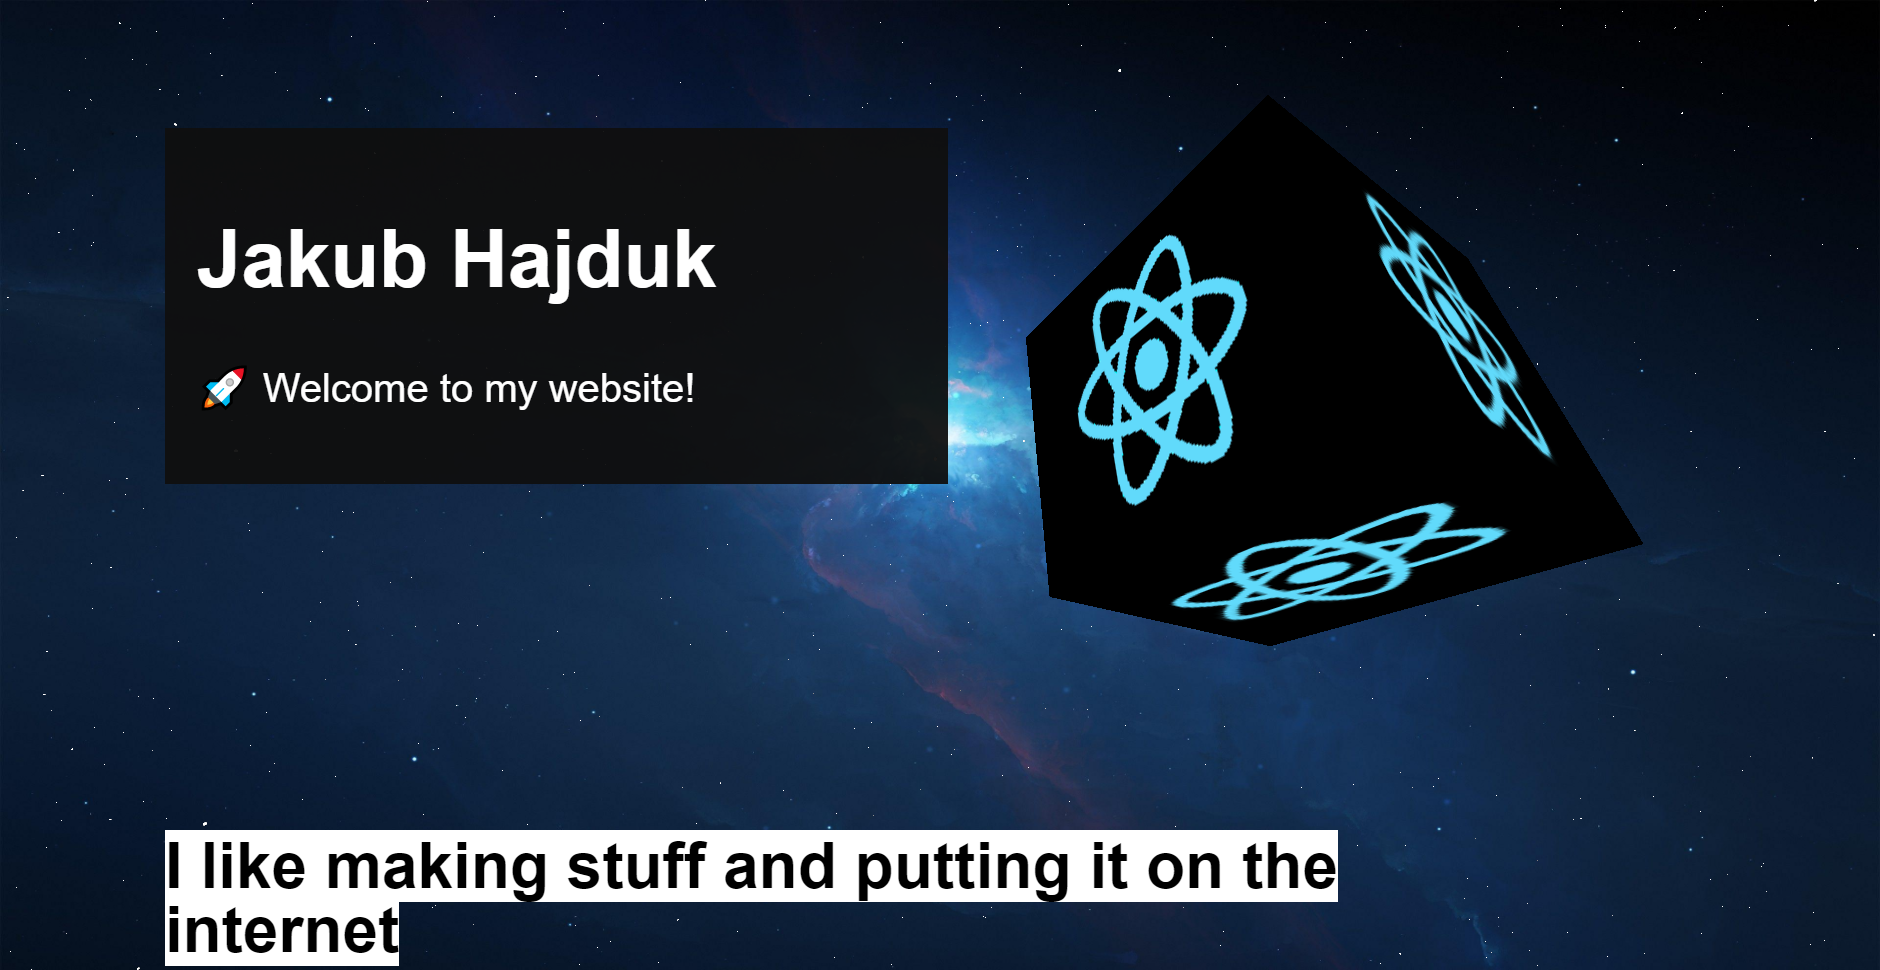 Jakub Hajduk
🚀 Welcome to my website!
I like making stuff and putting it on the
internet